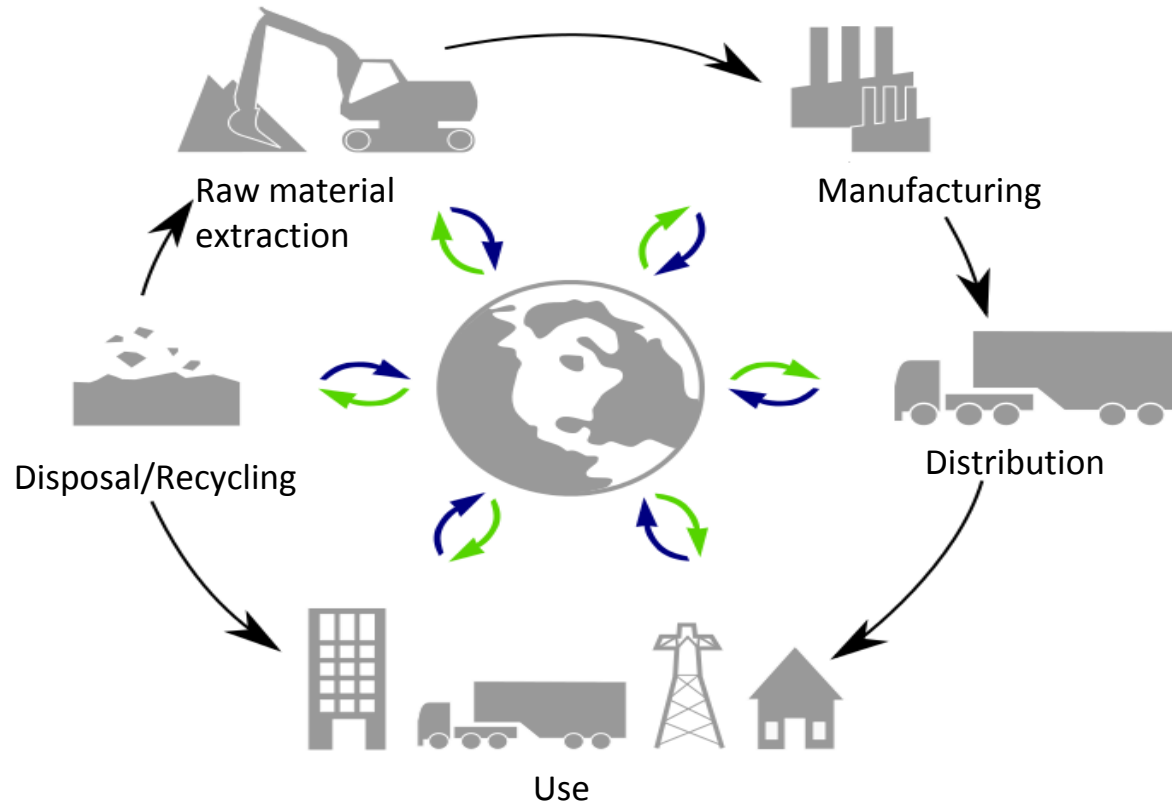 Raw material
extraction
Manufacturing
Distribution
Disposal/Recycling
Use